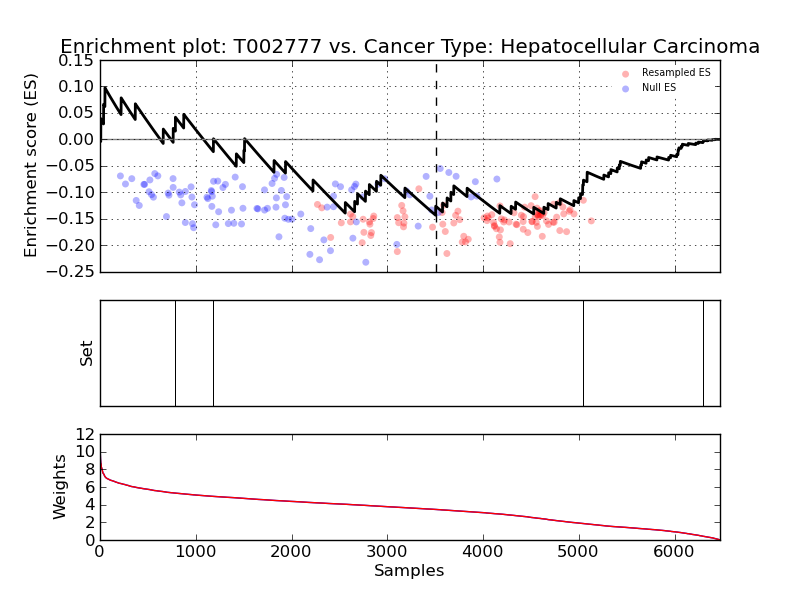 Enrichment plot: T002777 vs. Cancer Type: Hepatocellular Carcinoma
0.15
0.10
0.05
0.00
−0.05
−0.10
−0.15
−0.20
−0.25
Enrichment score (ES)
Resampled ES
Null ES
Set
12
10
8
6
4
2
0
Weights
0 1000 2000 3000 4000 5000 6000
Samples